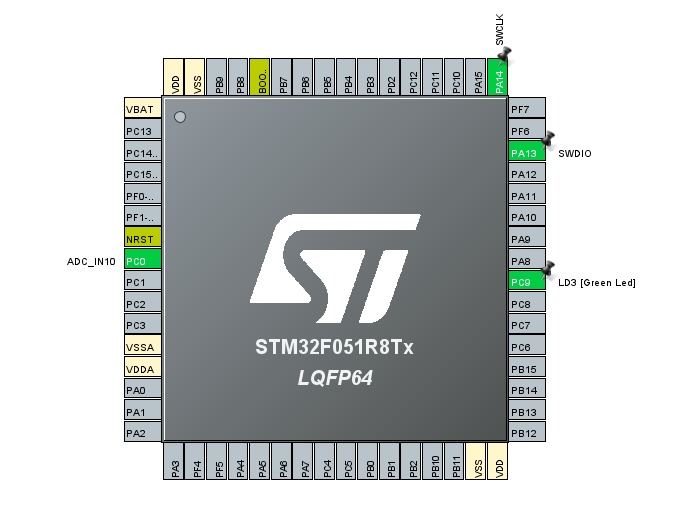 SWCLK
VDD
VSS
PB9
PB8
BOO..
PB7
PB6
PB5
PB4
PB3
PD2
PC12
PC11
PC10
PA15
PA14
VBAT
PC13
PC14..
PC15..
PF0-..
PF1-..
NRST
ADC_IN10 PC0
PC1
PC2
PC3
VSSA
VDDA
PA0
PA1
PA2
ST
STM32F051R8Tx
LQFP64
PF7
PF6
PA13 SWDIO
PA12
PA11
PA10
PA9
PA8
PC9 LD3 [Green Led]
PC8
PC7
PC6
PB15
PB14
PB13
PB12
PA3
PF4
PF5
PA4
PA5
PA6
PA7
PC4
PC5
PB0
PB1
PB2
PB10
PB11
VSS
VDD